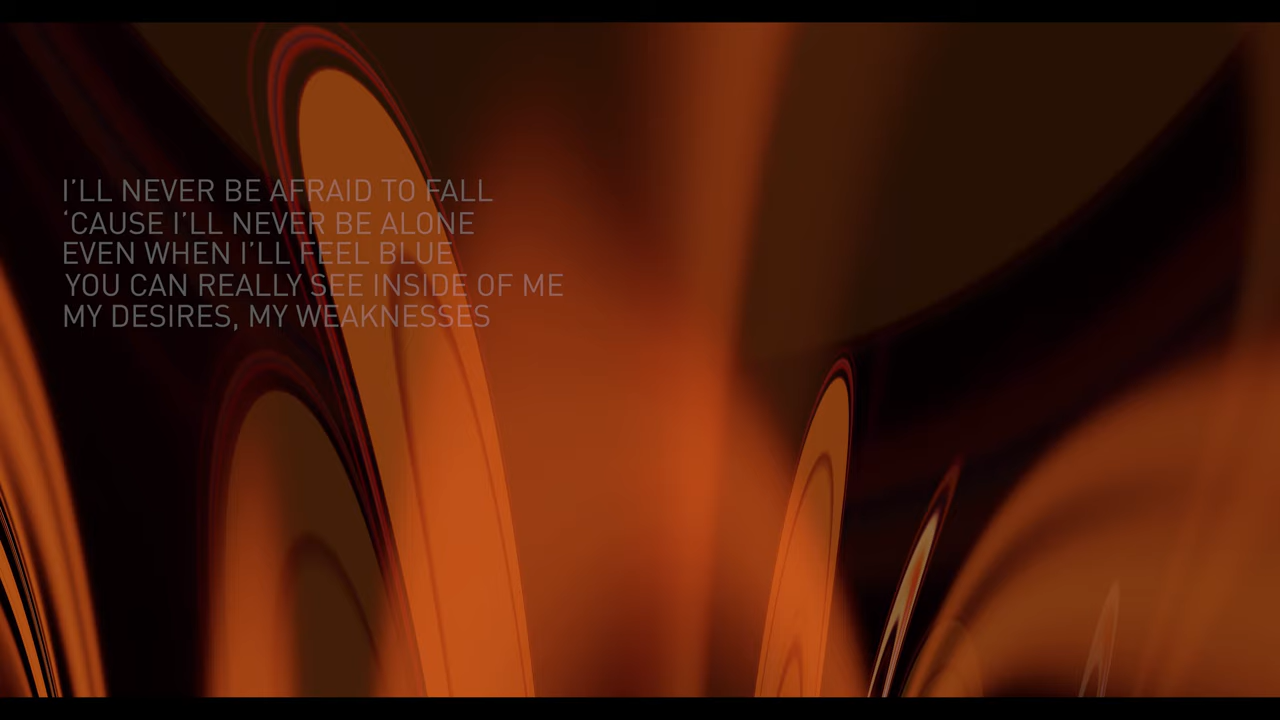 I’LL NEVER BE AFRAID TO FALL
‘CAUSE I’LL NEVER BE ALONE
EVEN WHEN I’LL FEEL BLUE
YOU CAN REALLY SEE INSIDE OF ME
MY DESIRES, MY WEAKNESSES